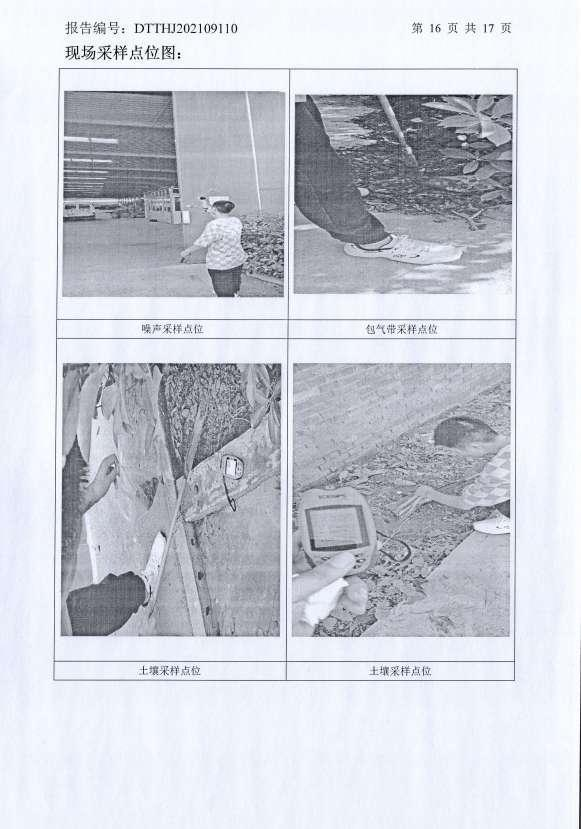 报告编号：DTTHJ202109110
第 16 页 共 17 页
现场采样点位图：
噪声采样点位
包气带采样点位
土壤采样点位
土壤采样点位